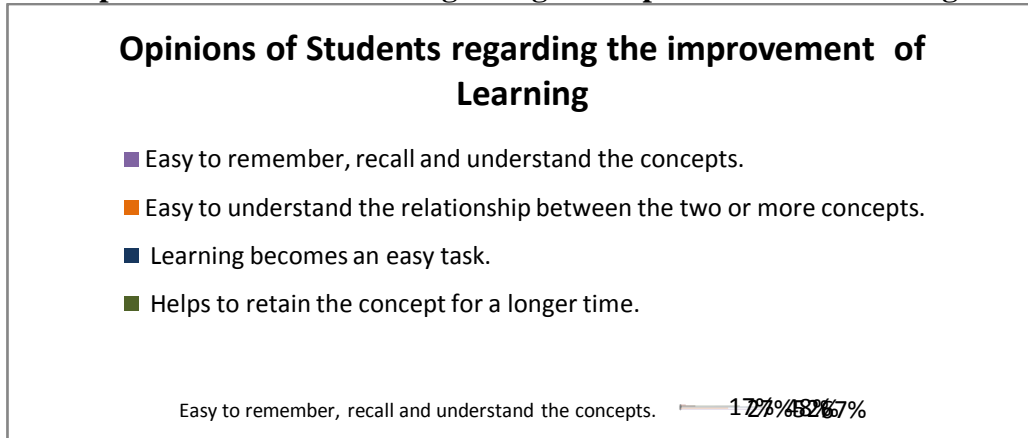 Opinions of Students regarding the improvement of
Learning
Easy to remember, recall and understand the concepts.
Easy to understand the relationship between the two or more concepts.
Learning becomes an easy task.
Helps to retain the concept for a longer time.
Easy to remember, recall and understand the concepts.